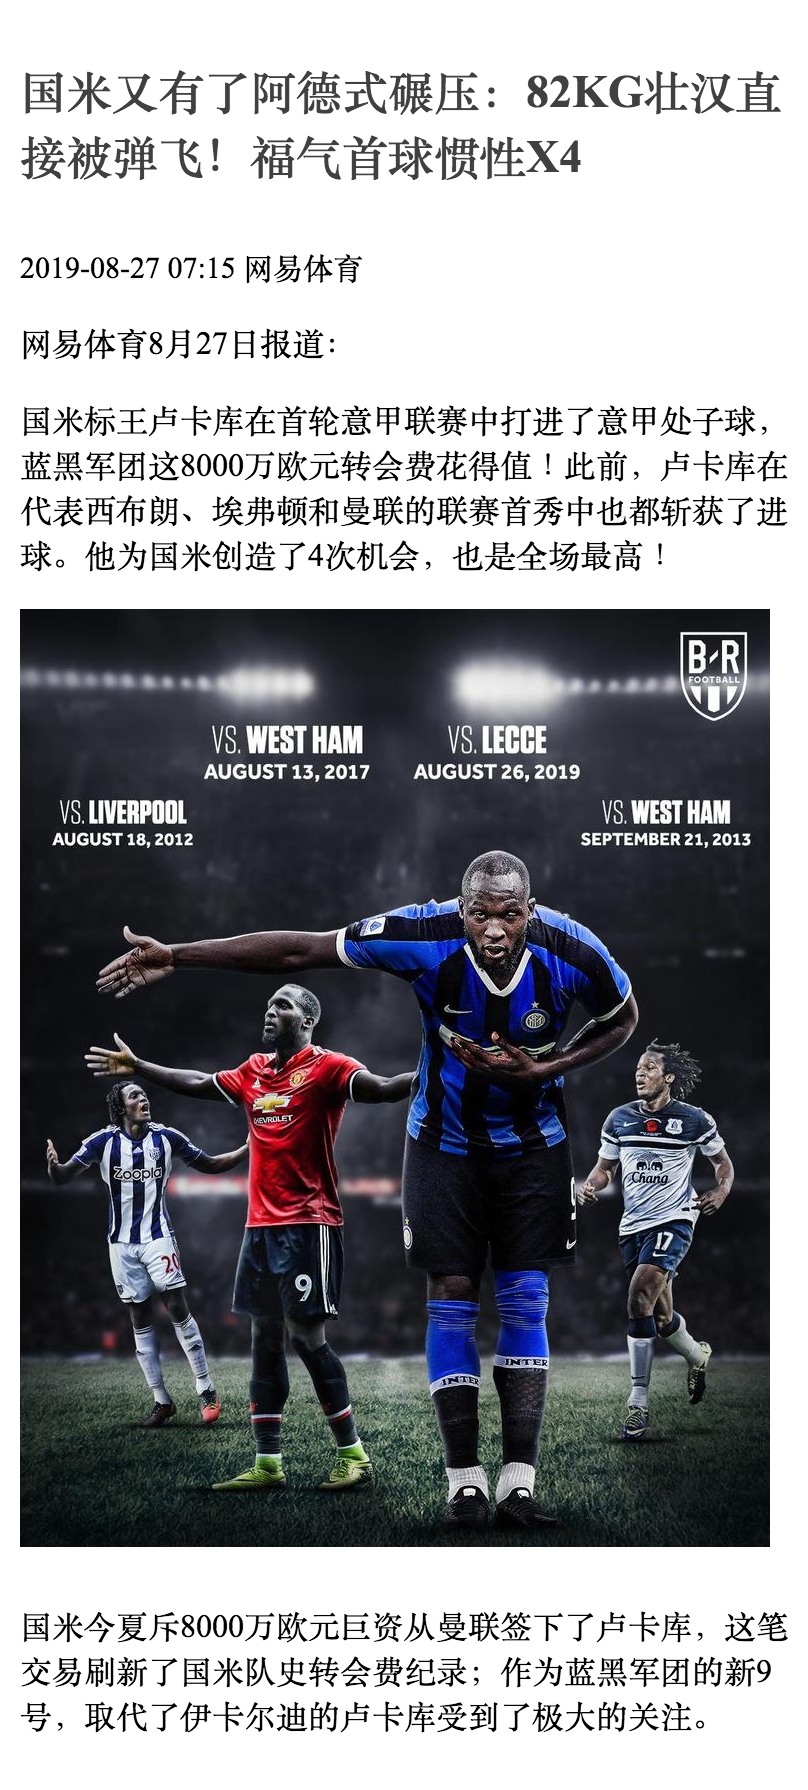 国米又有了阿德式碾压：82KG壮汉直
接被弹飞！福气首球惯性X4
2019-08-27 07:15 网易体育
网易体育8月27日报道：
国米标王卢卡库在首轮意甲联赛中打进了意甲处子球，
蓝黑军团这8000万欧元转会费花得值！此前，卢卡库在
代表西布朗、埃弗顿和曼联的联赛首秀中也都斩获了进
球。他为国米创造了4次机会，也是全场最高！
B/R
FOOTBALL
VS. WEST HAM
AUGUST 13, 2017
VS. LECCE
AUGUST 26, 2019
VS. LIVERPOOL
AUGUST 18, 2012
VS. WEST HAM
SEPTEMBER 21, 2013
CHEVROLET
Zoopla
Chang
20
9
9
17
INTER
INTER
国米今夏斥8000万欧元巨资从曼联签下了卢卡库，这笔
交易刷新了国米队史转会费纪录；作为蓝黑军团的新9
号，取代了伊卡尔迪的卢卡库受到了极大的关注。